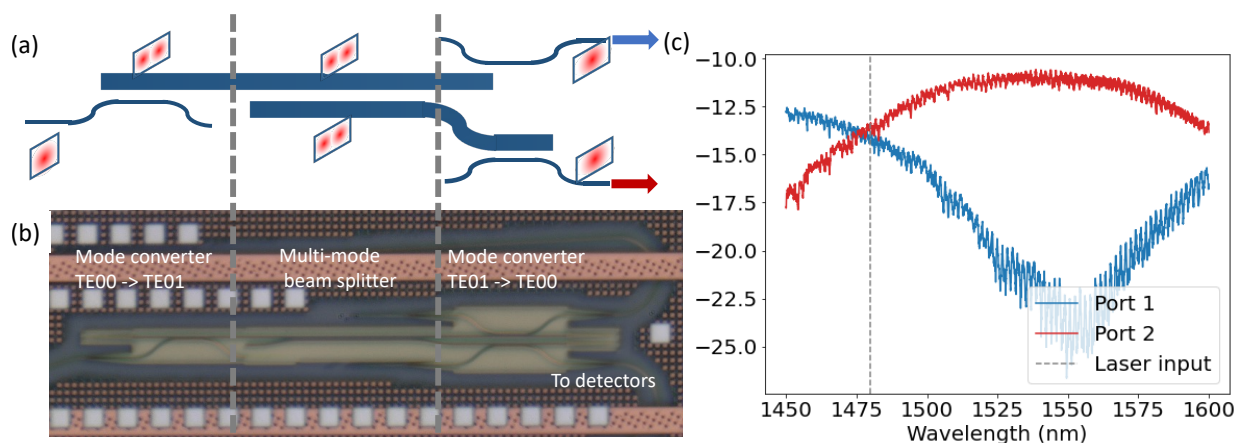 (a)
(b)
Mode converter
TE00 -> TE01
Multi-mode
beam splitter
Mode converter
TE01 -> TE00
To detectors
(c)
−10.0
−12.5
−15.0
−17.5
−20.0
−22.5
−25.0
Port 1
Port 2
Laser input
1450 1475 1500 1525 1550 1575 1600
Wavelength (nm)